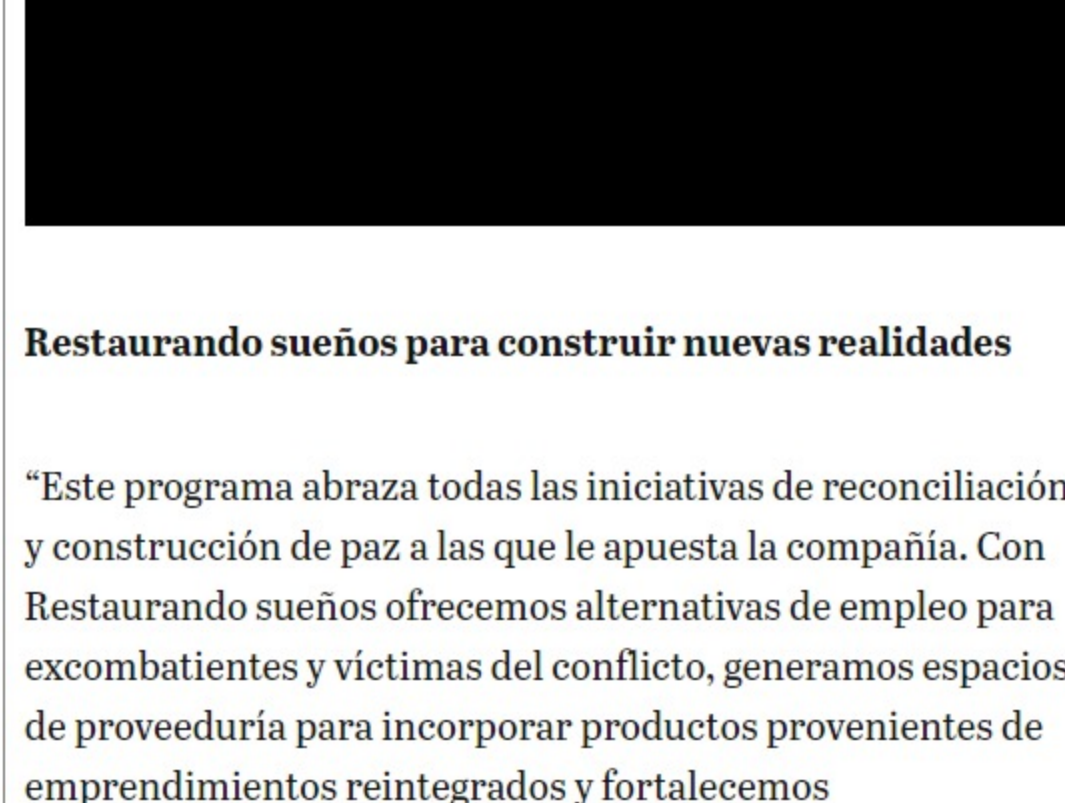 Restaurando sueños para construir nuevas realidades
“Este programa abraza todas las iniciativas de reconciliación
y construcción de paz a las que le apuesta la compañía. Con
Restaurando sueños ofrecemos alternativas de empleo para
excombatientes y víctimas del conflicto, generamos espacios
de proveeduría para incorporar productos provenientes de
emprendimientos reintegrados y fortalecemos